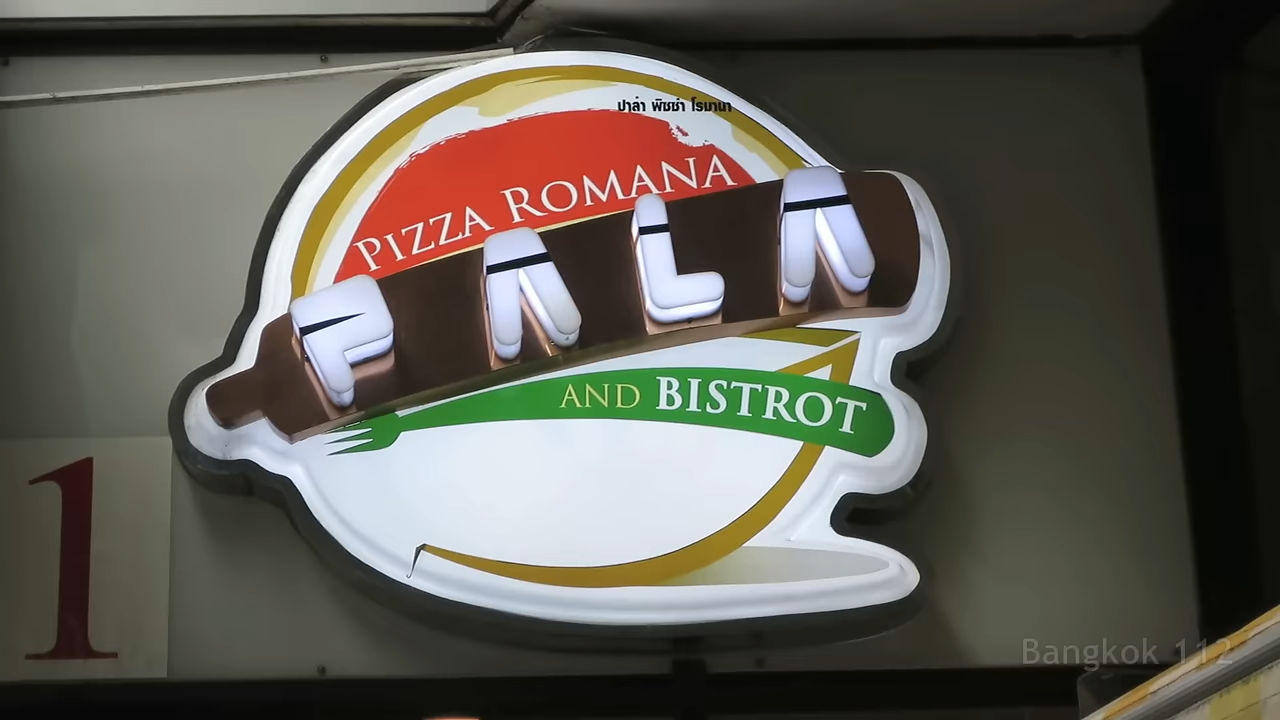 ปาล่า พิซซ่า โรมานา
PIZZA ROMANA
PALA
AND BISTROT
1
Bangkok 112